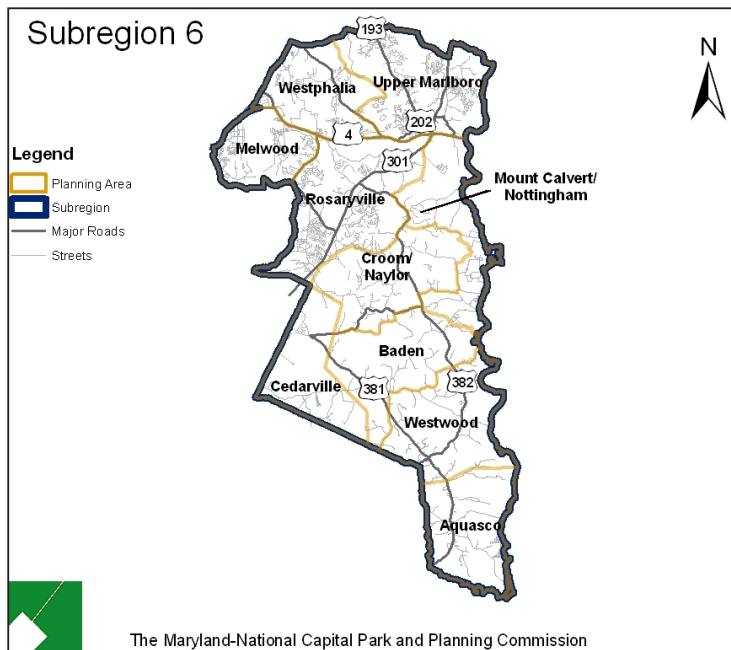 Subregion 6
N
193
Upper Marlboro
Westphalia
202
4
Melwood
301
Legend
Planning Area
Subregion
Major Roads
Streets
Mount Calvert/
Nottingham
Rosaryville
Croom/
Naylor
Baden
Cedarville
381
382
Westwood
Aquasco
The Maryland-National Capital Park and Planning Commission